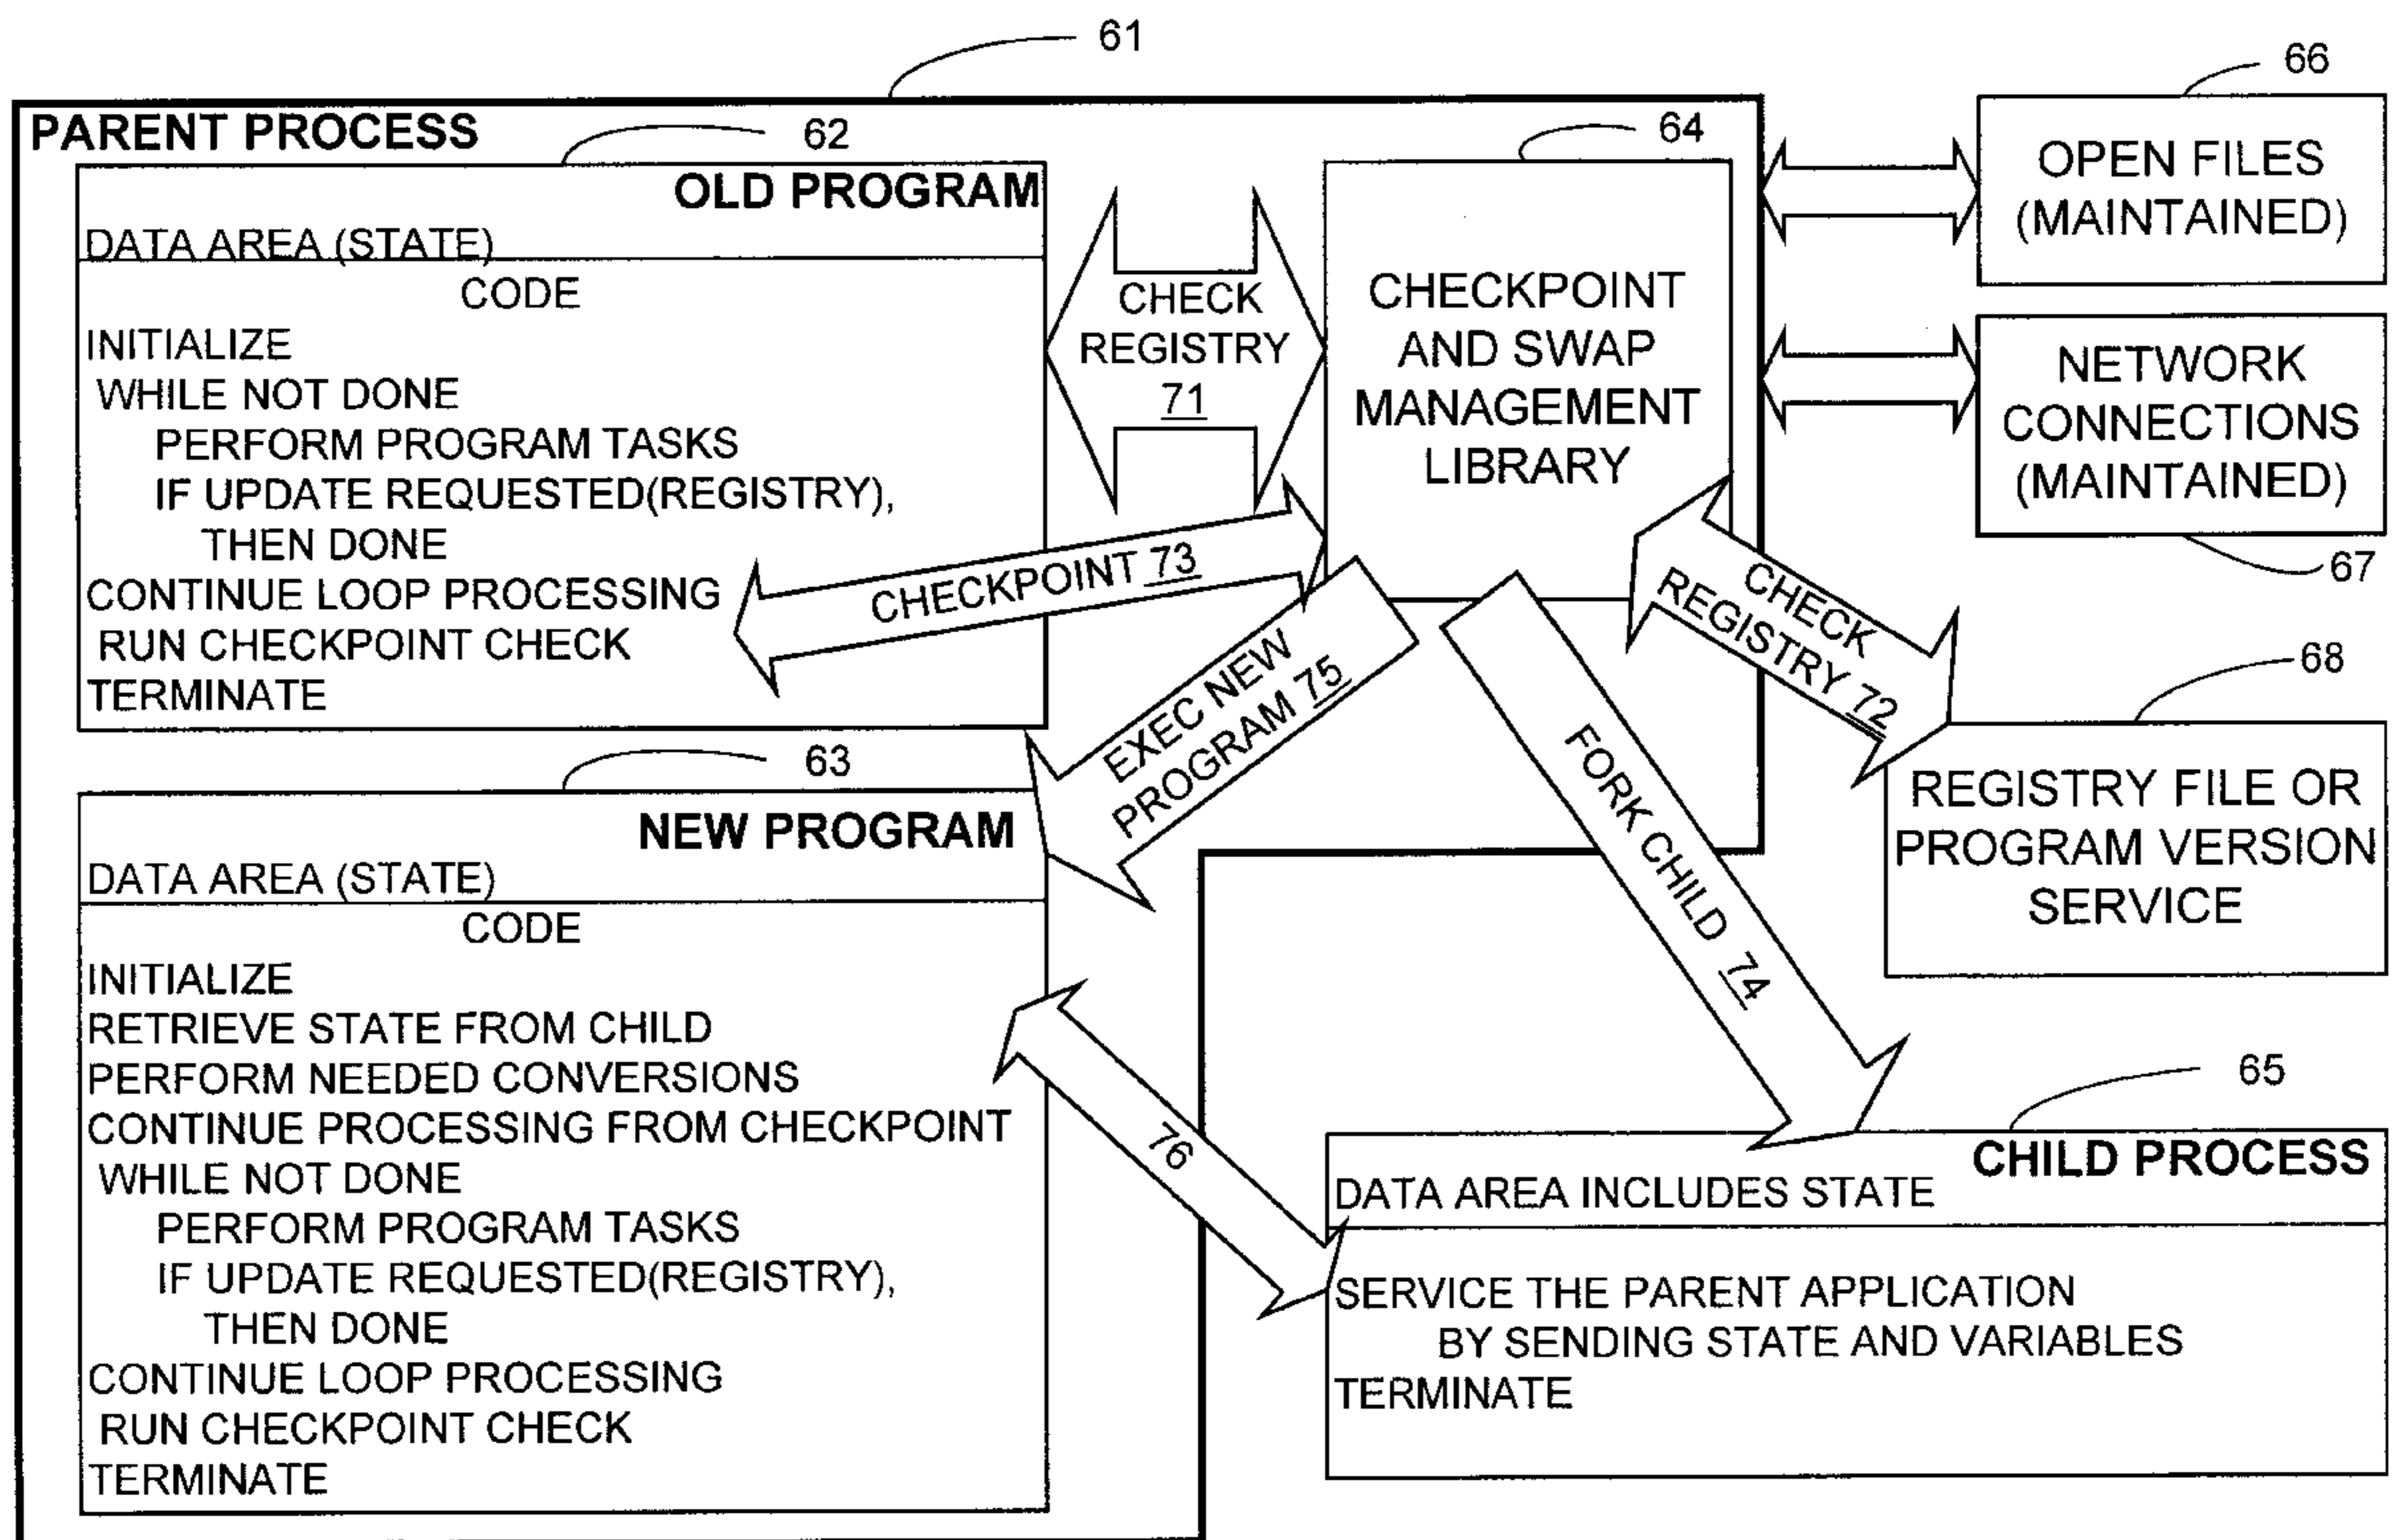 61
66
PARENT PROCESS
62
64
OLD PROGRAM
DATA AREA (STATE)
CODE
INITIALIZE
WHILE NOT DONE
PERFORM PROGRAM TASKS
IF UPDATE REQUESTED(REGISTRY),
THEN DONE
CONTINUE LOOP PROCESSING
RUN CHECKPOINT CHECK
TERMINATE
CHECK
REGISTRY
71
CHECKPOINT
AND SWAP
MANAGEMENT
LIBRARY
OPEN FILES
(MAINTAINED)
NETWORK
CONNECTIONS
(MAINTAINED)
67
CHECKPOINT 73
EXEC NEW
PROGRAM 75
FORK CHILD 74
CHECK
REGISTRY 72
68
REGISTRY FILE OR
PROGRAM VERSION
SERVICE
63
NEW PROGRAM
DATA AREA (STATE)
CODE
INITIALIZE
RETRIEVE STATE FROM CHILD
PERFORM NEEDED CONVERSIONS
CONTINUE PROCESSING FROM CHECKPOINT
WHILE NOT DONE
PERFORM PROGRAM TASKS
IF UPDATE REQUESTED(REGISTRY),
THEN DONE
CONTINUE LOOP PROCESSING
RUN CHECKPOINT CHECK
TERMINATE
76
65
CHILD PROCESS
DATA AREA INCLUDES STATE
SERVICE THE PARENT APPLICATION
BY SENDING STATE AND VARIABLES
TERMINATE